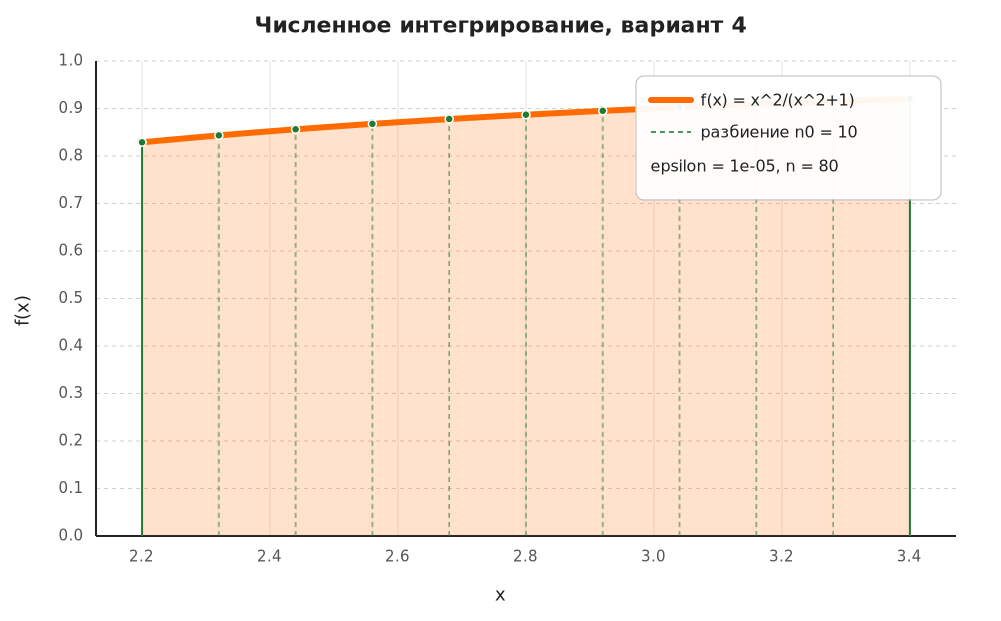 Численное интегрирование, вариант 4
f(x)
1.0
0.9
0.8
0.7
0.6
0.5
0.4
0.3
0.2
0.1
0.0
f(x) = x^2/(x^2+1)
разбиение n0 = 10
epsilon = 1e-05, n = 80
2.2 2.4 2.6 2.8 3.0 3.2 3.4
x